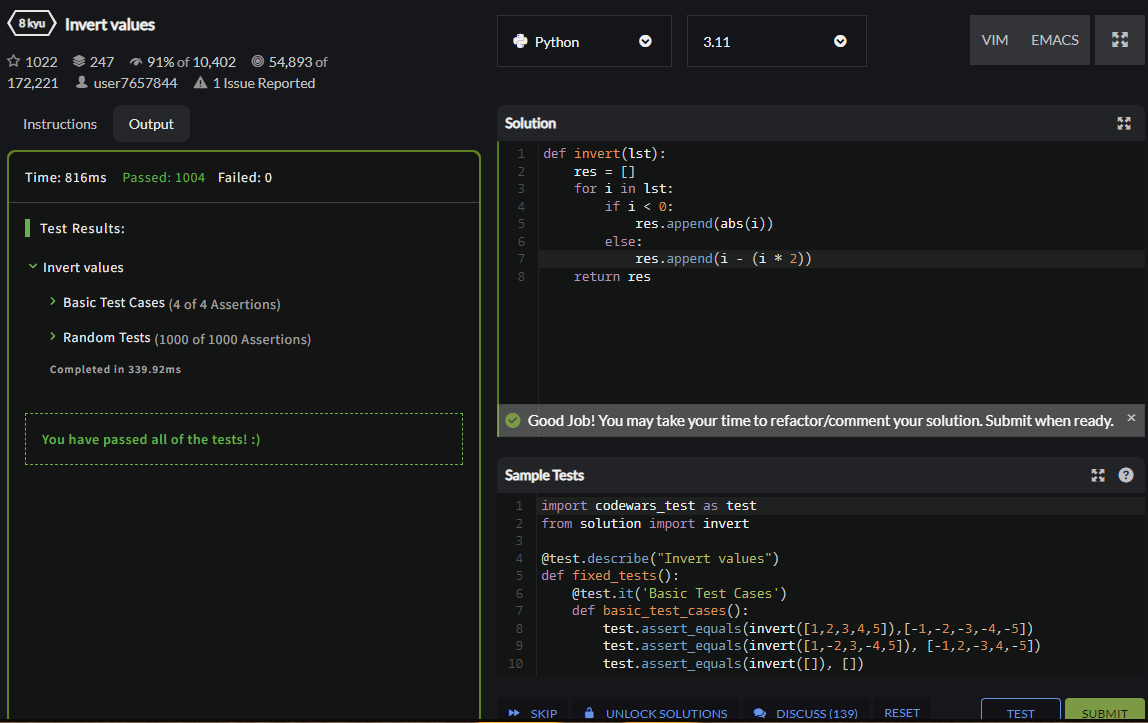 8 kyu Invert values
1022 247 91% of 10,402 54,893 of
172,221 user7657844 1 Issue Reported
Python 3.11 VIM EMACS
Instructions Output
Time: 816ms Passed: 1004 Failed: 0
Test Results:
Invert values
Basic Test Cases (4 of 4 Assertions)
Random Tests (1000 of 1000 Assertions)
Completed in 339.92ms
You have passed all of the tests! :)
Solution
1 def invert(lst):
2     res = []
3     for i in lst:
4         if i < 0:
5             res.append(abs(i))
6         else:
7             res.append(i - (i * 2))
8     return res
Good Job! You may take your time to refactor/comment your solution. Submit when ready. ×
Sample Tests ?
1 import codewars_test as test
2 from solution import invert
3
4 @test.describe("Invert values")
5 def fixed_tests():
6     @test.it('Basic Test Cases')
7     def basic_test_cases():
8         test.assert_equals(invert([1,2,3,4,5]),[-1,-2,-3,-4,-5])
9         test.assert_equals(invert([1,-2,3,-4,5]), [-1,2,-3,4,-5])
10         test.assert_equals(invert([]), [])
SKIP UNLOCK SOLUTIONS DISCUSS (139) RESET TEST SUBMIT